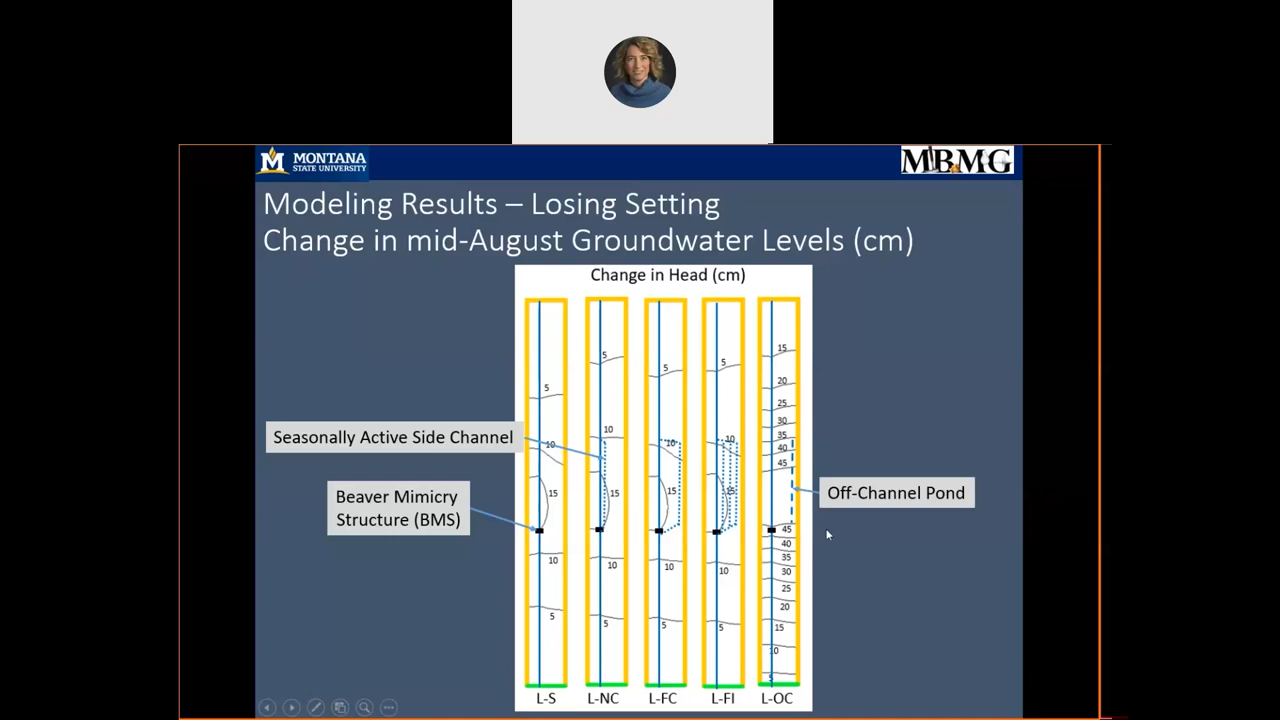 MONTANA
STATE UNIVERSITY
MBMG
Modeling Results – Losing Setting
Change in mid-August Groundwater Levels (cm)
Change in Head (cm)
Seasonally Active Side Channel
Beaver Mimicry
Structure (BMS)
Off-Channel Pond
5
10
15
10
5
L-S
5
10
15
10
5
L-NC
5
10
15
10
5
L-FC
5
10
15
10
5
L-FI
15
20
25
30
35
40
45
45
40
35
30
25
20
15
10
5
L-OC